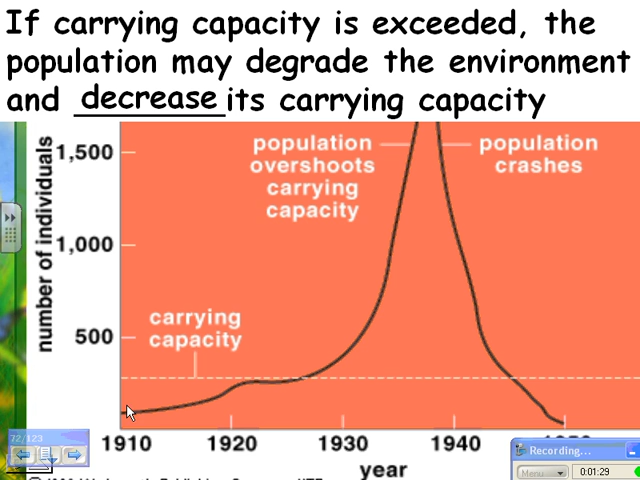 If carrying capacity is exceeded, the
population may degrade the environment
and decrease its carrying capacity
number of individuals
1,500
1,000
500
population
overshoots
carrying
capacity
population
crashes
carrying
capacity
1910
1920
1930
1940
year
72/123
Recording...
Menu
0:01:29